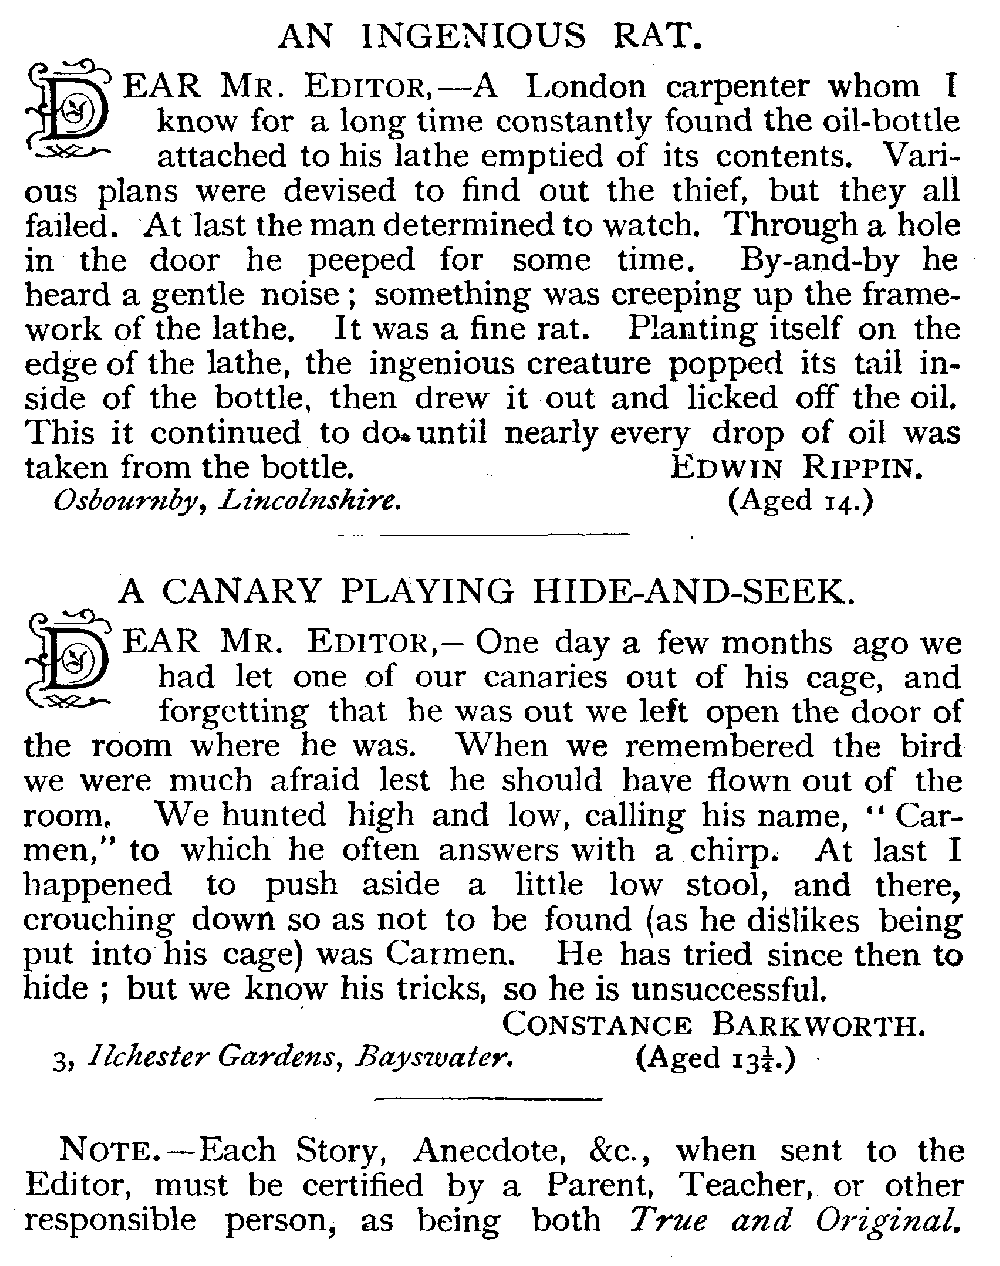 AN INGENIOUS RAT.
DEAR MR. EDITOR,—A London carpenter whom I
know for a long time constantly found the oil-bottle
attached to his lathe emptied of its contents. Vari-
ous plans were devised to find out the thief, but they all
failed. At last the man determined to watch. Through a hole
in the door he peeped for some time. By-and-by he
heard a gentle noise; something was creeping up the frame-
work of the lathe. It was a fine rat. Planting itself on the
edge of the lathe, the ingenious creature popped its tail in-
side of the bottle, then drew it out and licked off the oil.
This it continued to do until nearly every drop of oil was
taken from the bottle. EDWIN RIPPIN.
Osbournby, Lincolnshire. (Aged 14.)
A CANARY PLAYING HIDE-AND-SEEK.
DEAR MR. EDITOR,—One day a few months ago we
had let one of our canaries out of his cage, and
forgetting that he was out we left open the door of
the room where he was. When we remembered the bird
we were much afraid lest he should have flown out of the
room. We hunted high and low, calling his name, "Car-
men," to which he often answers with a chirp. At last I
happened to push aside a little low stool, and there,
crouching down so as not to be found (as he dislikes being
put into his cage) was Carmen. He has tried since then to
hide; but we know his tricks, so he is unsuccessful.
CONSTANCE BARKWORTH.
3, Ilchester Gardens, Bayswater. (Aged 13¼.)
NOTE.—Each Story, Anecdote, &c., when sent to the
Editor, must be certified by a Parent, Teacher, or other
responsible person, as being both True and Original.